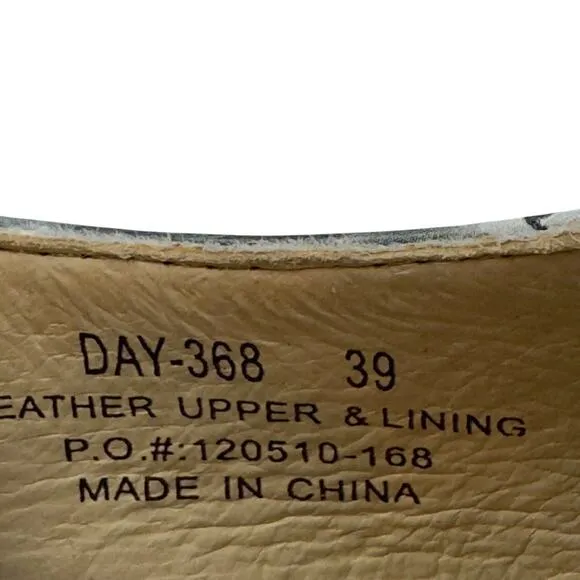 DAY-368 39
EATHER UPPER & LINING
P.O.#:120510-168
MADE IN CHINA